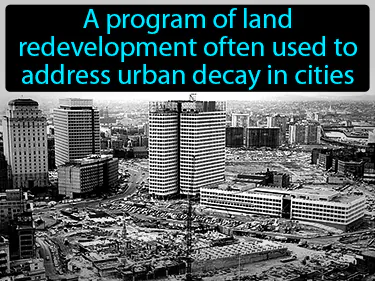 A program of land
redevelopment often used to
address urban decay in cities